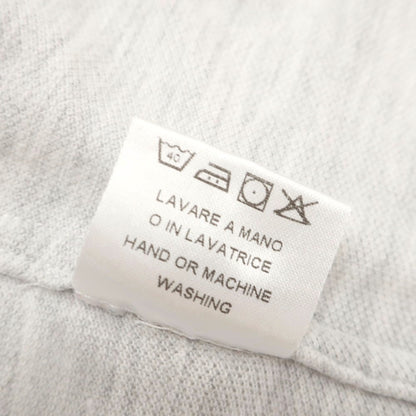 40
LAVARE A MANO
O IN LAVATRICE
HAND OR MACHINE
WASHING